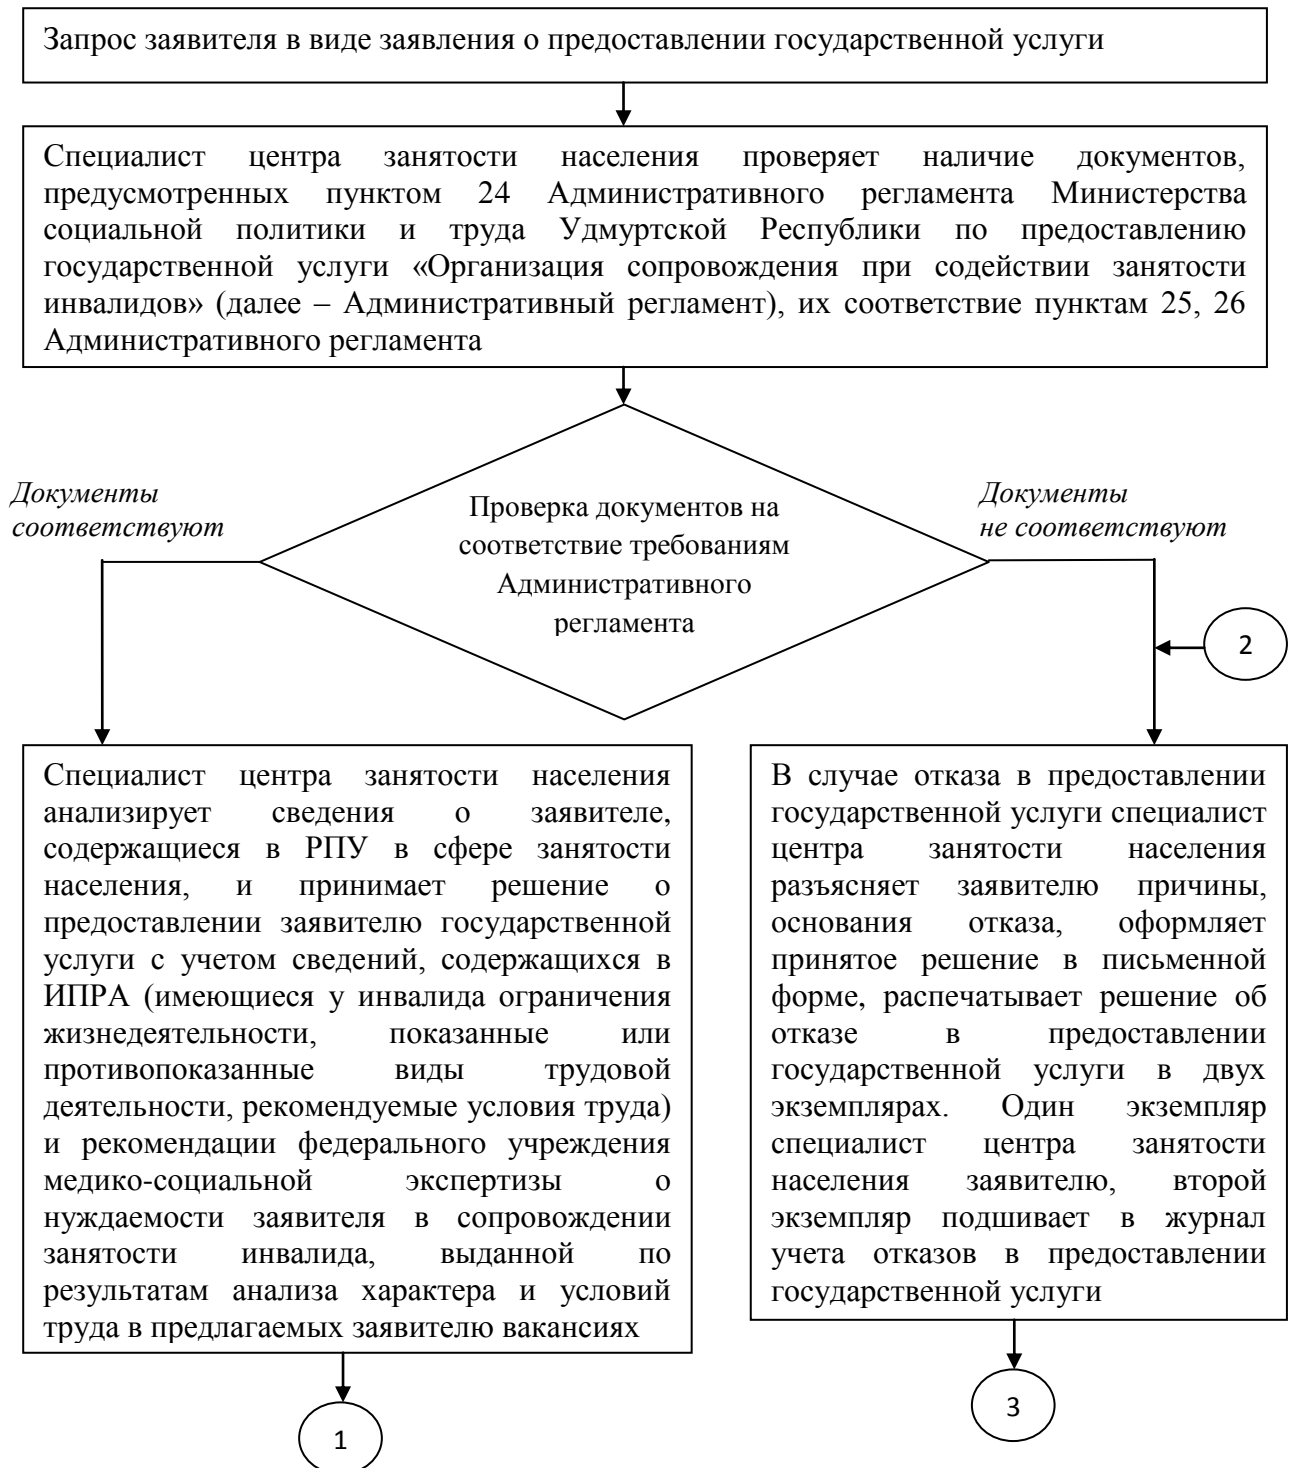 Запрос заявителя в виде заявления о предоставлении государственной услуги
Специалист центра занятости населения проверяет наличие документов,
предусмотренных пунктом 24 Административного регламента Министерства
социальной политики и труда Удмуртской Республики по предоставлению
государственной услуги «Организация сопровождения при содействии занятости
инвалидов» (далее – Административный регламент), их соответствие пунктам 25, 26
Административного регламента
Документы
соответствуют
Проверка документов на
соответствие требованиям
Административного
регламента
Документы
не соответствуют
2
Специалист центра занятости населения
анализирует сведения о заявителе,
содержащиеся в РПУ в сфере занятости
населения, и принимает решение о
предоставлении заявителю государственной
услуги с учетом сведений, содержащихся в
ИПРА (имеющиеся у инвалида ограничения
жизнедеятельности, показанные или
противопоказанные виды трудовой
деятельности, рекомендуемые условия труда)
и рекомендации федерального учреждения
медико-социальной экспертизы о
нуждаемости заявителя в сопровождении
занятости инвалида, выданной по
результатам анализа характера и условий
труда в предлагаемых заявителю вакансиях
В случае отказа в предоставлении
государственной услуги специалист
центра занятости населения
разъясняет заявителю причины,
основания отказа, оформляет
принятое решение в письменной
форме, распечатывает решение об
отказе в предоставлении
государственной услуги в двух
экземплярах. Один экземпляр
специалист центра занятости
населения заявителю, второй
экземпляр подшивает в журнал
учета отказов в предоставлении
государственной услуги
1
3